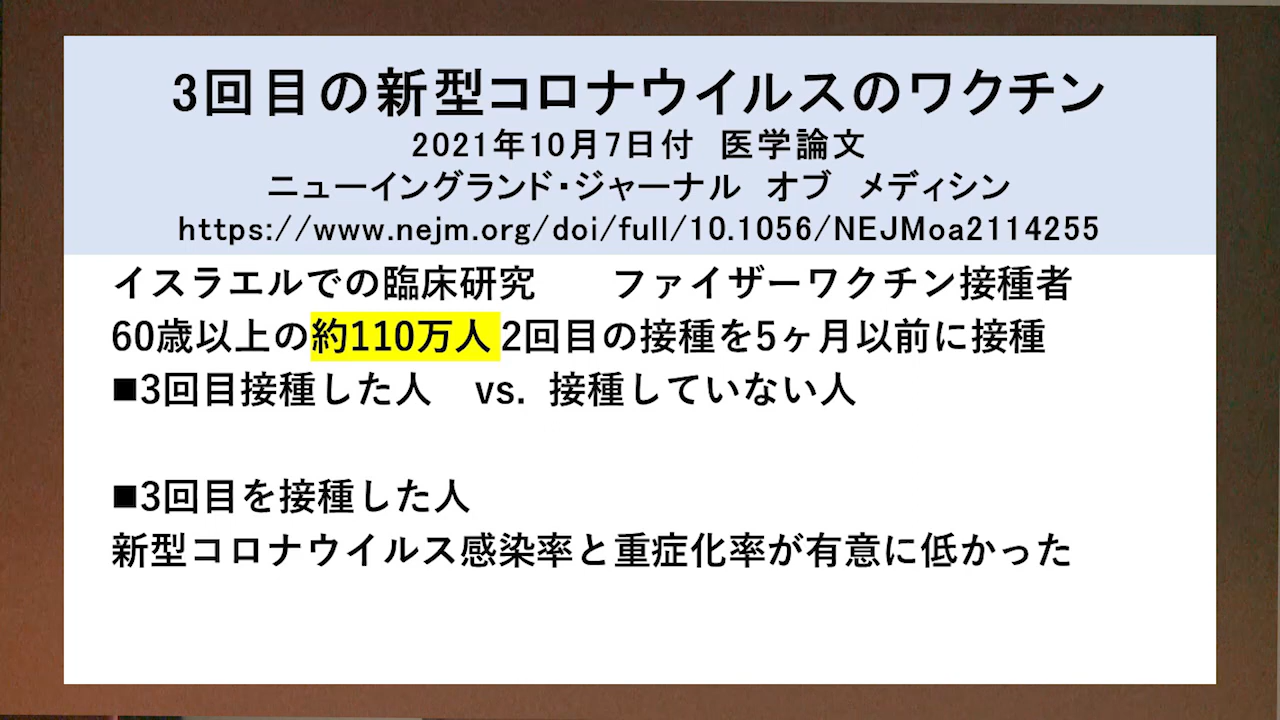 3回目の新型コロナウイルスのワクチン
2021年10月7日付　医学論文
ニューイングランド・ジャーナル　オブ　メディシン
https://www.nejm.org/doi/full/10.1056/NEJMoa2114255
イスラエルでの臨床研究　　ファイザーワクチン接種者
60歳以上の約110万人 2回目の接種を5ヶ月以前に接種
■3回目接種した人　vs. 接種していない人
■3回目を接種した人
新型コロナウイルス感染率と重症化率が有意に低かった